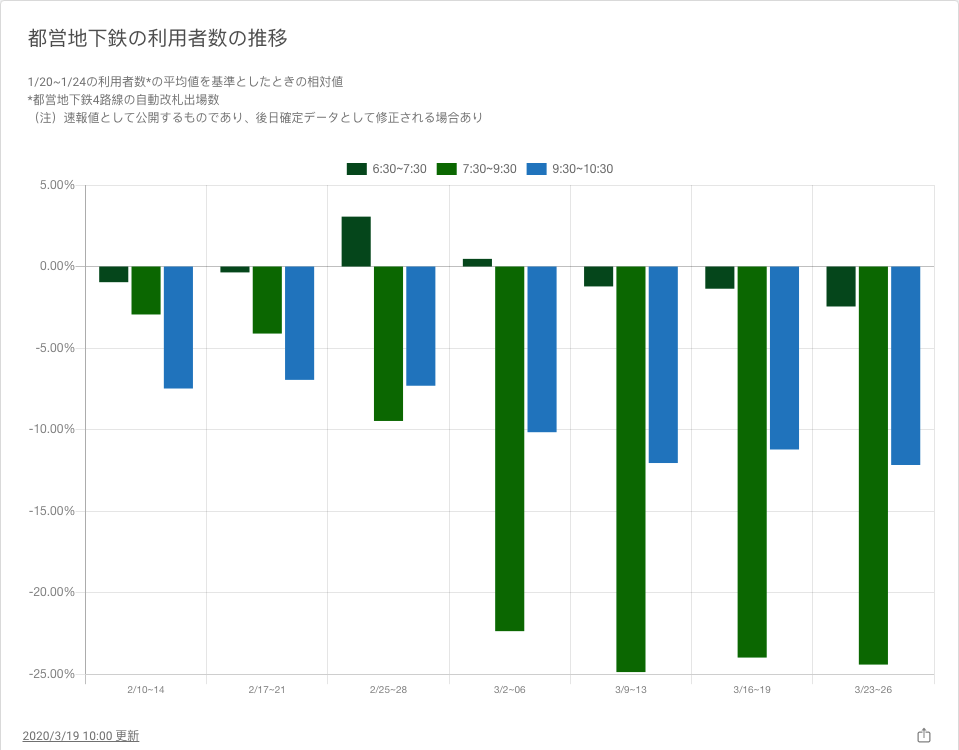 都営地下鉄の利用者数の推移
1/20~1/24の利用者数*の平均値を基準としたときの相対値
*都営地下鉄4路線の自動改札出場数
（注）速報値として公開するものであり、後日確定データとして修正される場合あり
6:30~7:30 7:30~9:30 9:30~10:30
5.00%
0.00%
-5.00%
-10.00%
-15.00%
-20.00%
-25.00%
2/10~14 2/17~21 2/25~28 3/2~06 3/9~13 3/16~19 3/23~26
2020/3/19 10:00 更新